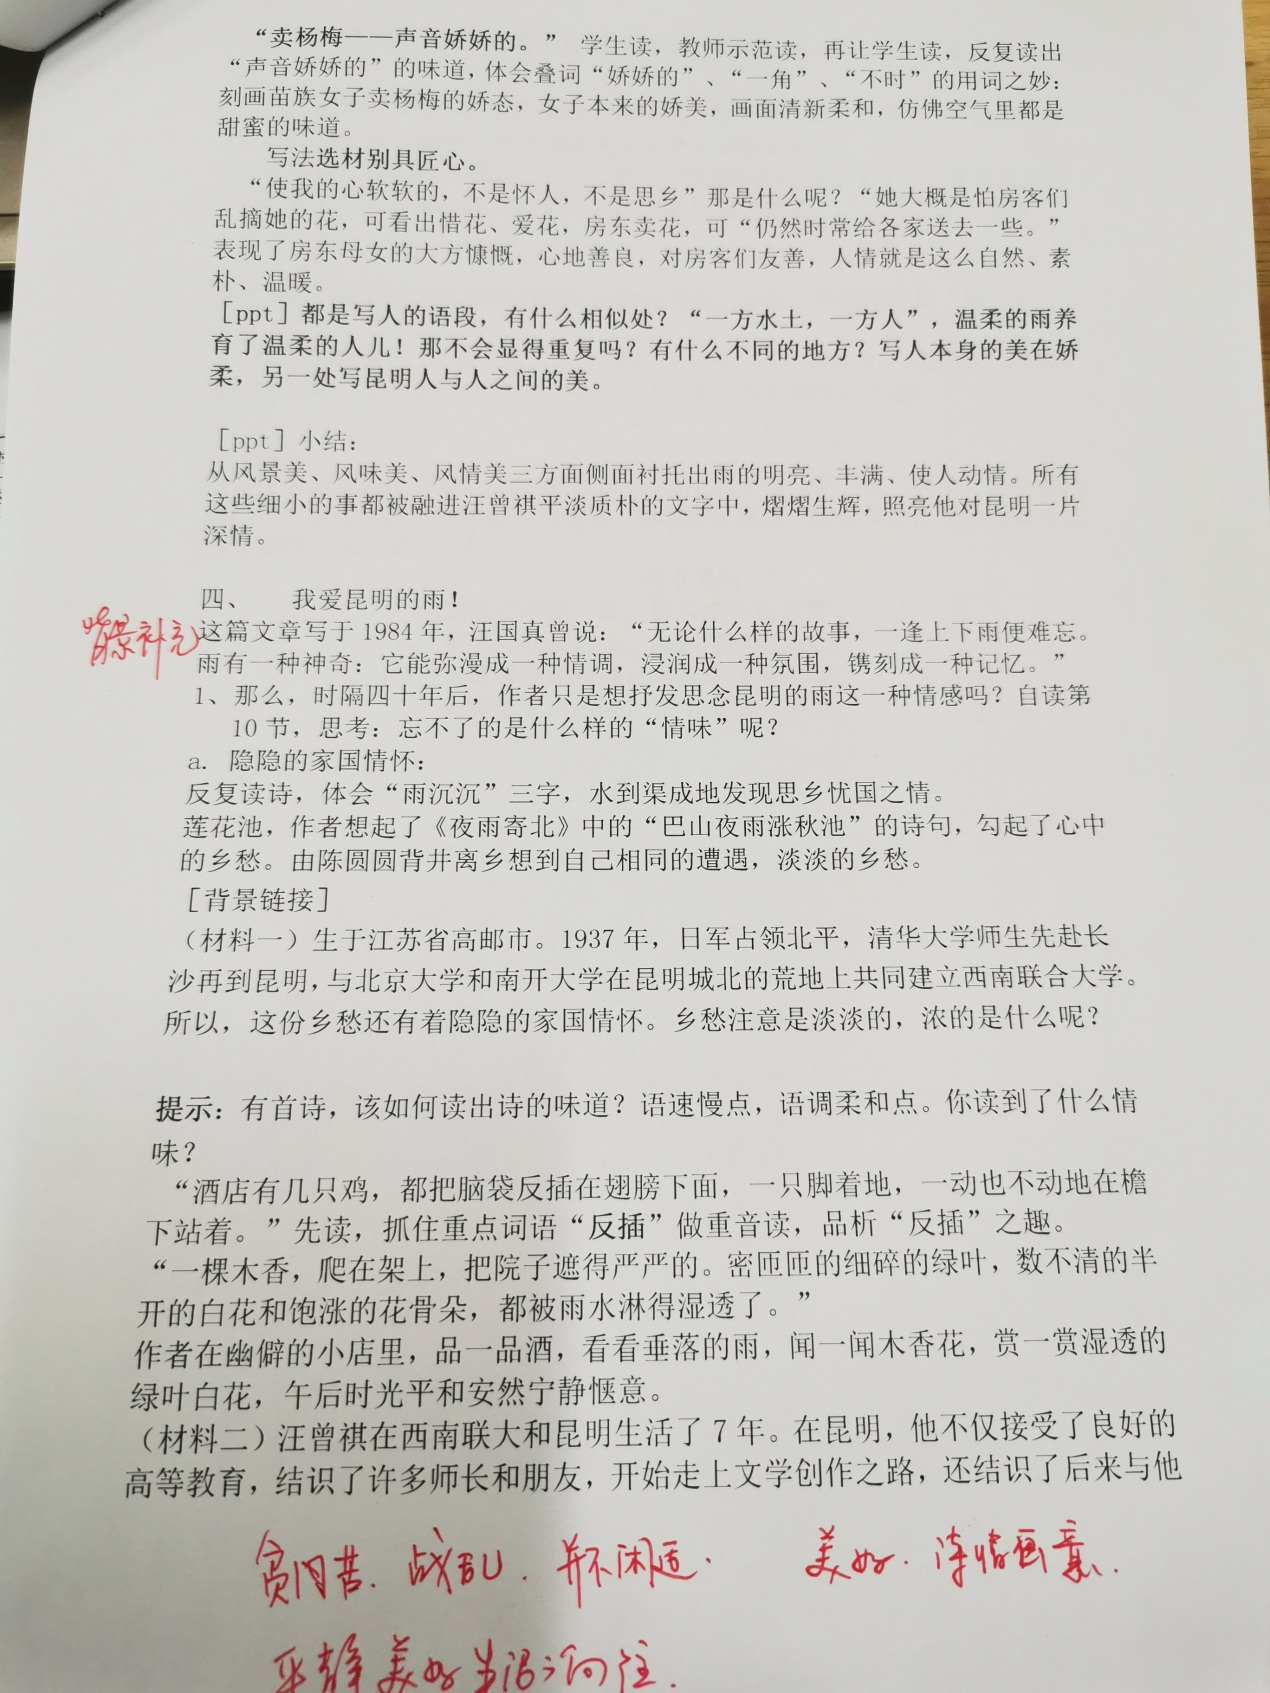 “卖杨梅——声音娇娇的。” 学生读，教师示范读，再让学生读，反复读出
“声音娇娇的”的味道，体会叠词“娇娇的”、“一角”、“不时”的用词之妙：
刻画苗族女子卖杨梅的娇态，女子本来的娇美，画面清新柔和，仿佛空气里都是
甜蜜的味道。
写法选材别具匠心。
“使我的心软软的，不是怀人，不是思乡”那是什么呢？“她大概是怕房客们
乱摘她的花，可看出惜花、爱花，房东卖花，可“仍然时常给各家送去一些。”
表现了房东母女的大方慷慨，心地善良，对房客们友善，人情就是这么自然、素
朴、温暖。
［ppt］都是写人的语段，有什么相似处？“一方水土，一方人”，温柔的雨养
育了温柔的人儿！那不会显得重复吗？有什么不同的地方？写人本身的美在娇
柔，另一处写昆明人与人之间的美。
［ppt］小结：
从风景美、风味美、风情美三方面侧面衬托出雨的明亮、丰满、使人动情。所有
这些细小的事都被融进汪曾祺平淡质朴的文字中，熠熠生辉，照亮他对昆明一片
深情。
四、 我爱昆明的雨！
背景补充
这篇文章写于 1984 年，汪国真曾说：“无论什么样的故事，一逢上下雨便难忘。
雨有一种神奇：它能弥漫成一种情调，浸润成一种氛围，镌刻成一种记忆。”
1、那么，时隔四十年后，作者只是想抒发思念昆明的雨这一种情感吗？自读第
10 节，思考：忘不了的是什么样的“情味”呢？
a. 隐隐的家国情怀：
反复读诗，体会“雨沉沉”三字，水到渠成地发现思乡忧国之情。
莲花池，作者想起了《夜雨寄北》中的“巴山夜雨涨秋池”的诗句，勾起了心中
的乡愁。由陈圆圆背井离乡想到自己相同的遭遇，淡淡的乡愁。
［背景链接］
（材料一）生于江苏省高邮市。1937 年，日军占领北平，清华大学师生先赴长
沙再到昆明，与北京大学和南开大学在昆明城北的荒地上共同建立西南联合大学。
所以，这份乡愁还有着隐隐的家国情怀。乡愁注意是淡淡的，浓的是什么呢？
提示：有首诗，该如何读出诗的味道？语速慢点，语调柔和点。你读到了什么情
味？
“酒店有几只鸡，都把脑袋反插在翅膀下面，一只脚着地，一动也不动地在檐
下站着。”先读，抓住重点词语“反插”做重音读，品析“反插”之趣。
“一棵木香，爬在架上，把院子遮得严严的。密匝匝的细碎的绿叶，数不清的半
开的白花和饱涨的花骨朵，都被雨水淋得湿透了。”
作者在幽僻的小店里，品一品酒，看看垂落的雨，闻一闻木香花，赏一赏湿透的
绿叶白花，午后时光平和安然宁静惬意。
（材料二）汪曾祺在西南联大和昆明生活了 7 年。在昆明，他不仅接受了良好的
高等教育，结识了许多师长和朋友，开始走上文学创作之路，还结识了后来与他
贫困苦. 战乱. 并不闲适. 美好. 诗情画意.
平静美好生活之向往.